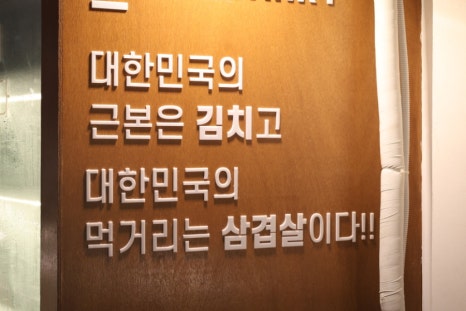 대한민국의
근본은 김치고
대한민국의
먹거리는 삼겹살이다!!